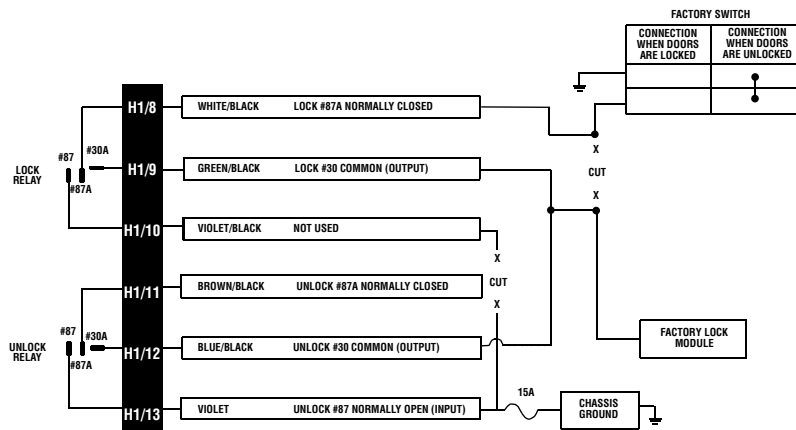 FACTORY SWITCH
CONNECTION
WHEN DOORS
ARE LOCKED
CONNECTION
WHEN DOORS
ARE UNLOCKED
H1/8
WHITE/BLACK LOCK #87A NORMALLY CLOSED
#87
#30A
LOCK
RELAY
#87A
H1/9
GREEN/BLACK LOCK #30 COMMON (OUTPUT)
X
CUT
X
H1/10
VIOLET/BLACK NOT USED
X
CUT
X
H1/11
BROWN/BLACK UNLOCK #87A NORMALLY CLOSED
#87
#30A
UNLOCK
RELAY
#87A
H1/12
BLUE/BLACK UNLOCK #30 COMMON (OUTPUT)
FACTORY LOCK
MODULE
H1/13
VIOLET UNLOCK #87 NORMALLY OPEN (INPUT)
15A
CHASSIS
GROUND